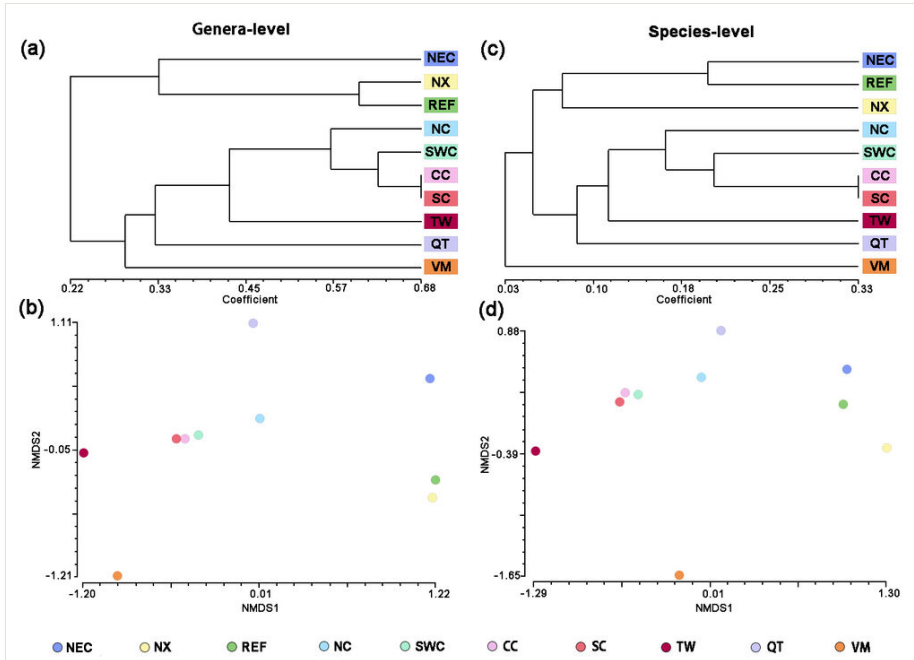 Genera-level
Species-level
(a)
NEC
NX
REF
NC
SWC
CC
SC
TW
QT
VM
0.22 0.33 0.45 0.57 0.68
Coefficient
(c)
NEC
REF
NX
NC
SWC
CC
SC
TW
QT
VM
0.03 0.10 0.18 0.25 0.33
Coefficient
(b)
1.11
-0.05
-1.21
NMDS2
-1.20 0.01 1.22
NMDS1
(d)
0.88
-0.39
-1.65
NMDS2
-1.29 0.01 1.30
NMDS1
NEC NX REF NC SWC CC SC TW QT VM